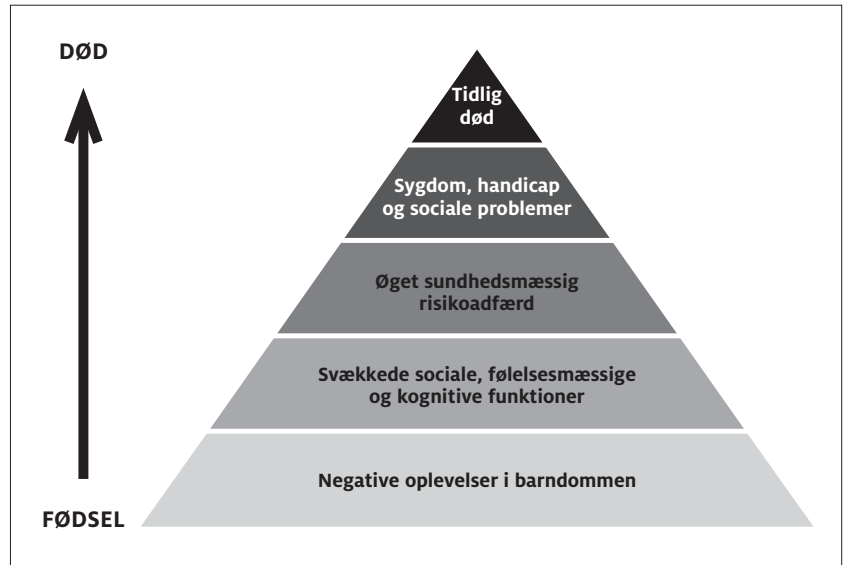 DØD
Tidlig
død
Sygdom, handicap
og sociale problemer
Øget sundhedsmæssig
risikoadfærd
Svækkede sociale, følelsesmæssige
og kognitive funktioner
Negative oplevelser i barndommen
FØDSEL